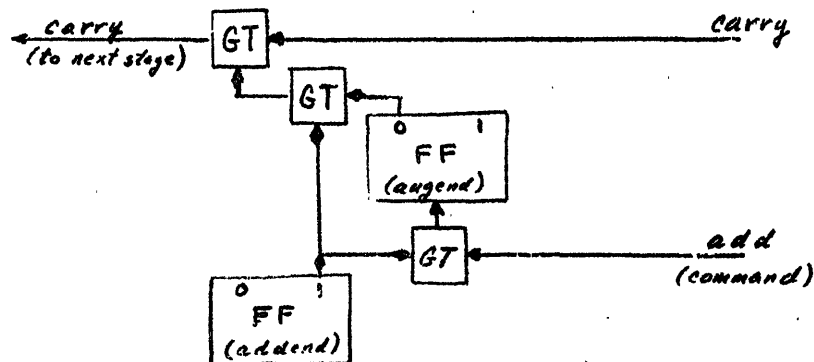 carry
carry
(to next stage)
GT
GT
0 1
FF
(augend)
add
GT
(command)
0 1
FF
(addend)